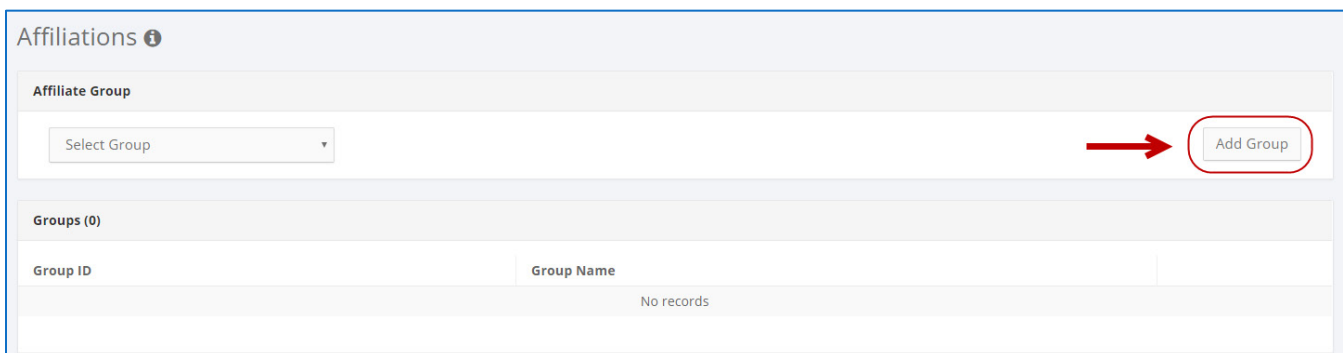 Affiliations
Affiliate Group
Select Group
Add Group
Groups (0)
Group ID
Group Name
No records